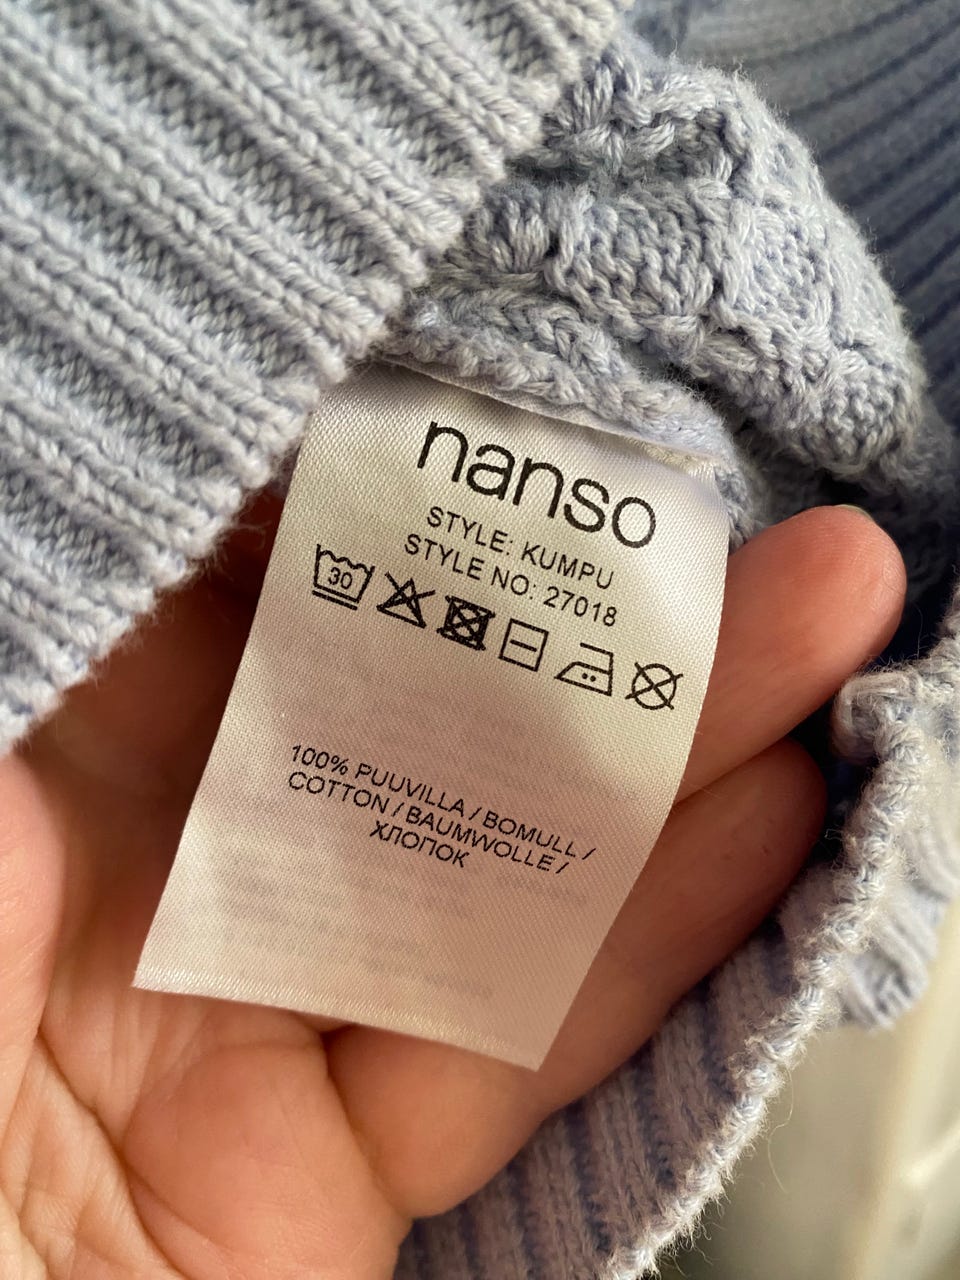 nanso
STYLE: KUMPU
STYLE NO: 27018
30
100% PUUVILLA / BOMULL /
COTTON / BAUMWOLLE /
ХЛОПОК